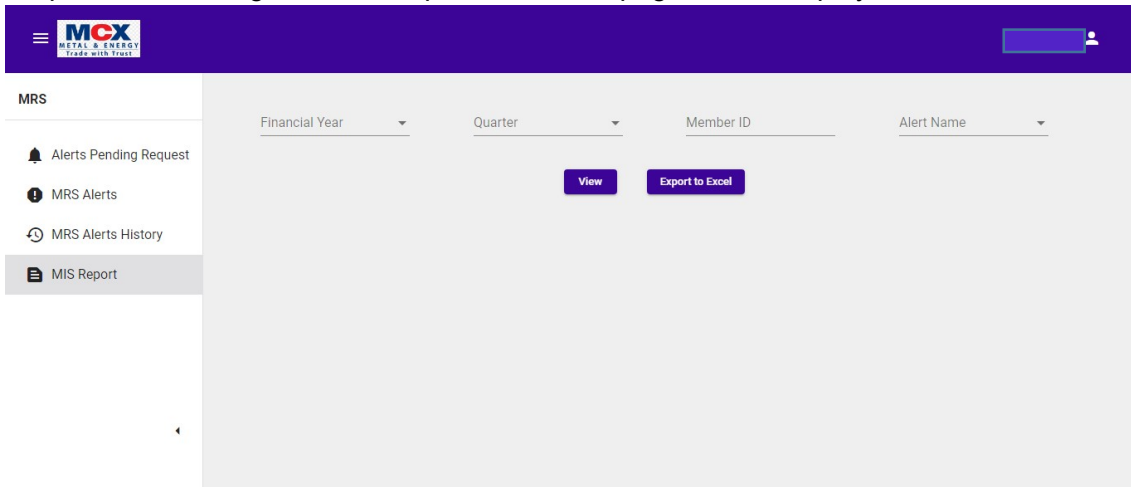 MCX
METAL & ENERGY
Trade with Trust
MRS
Financial Year
Quarter
Member ID
Alert Name
Alerts Pending Request
View
Export to Excel
MRS Alerts
MRS Alerts History
MIS Report